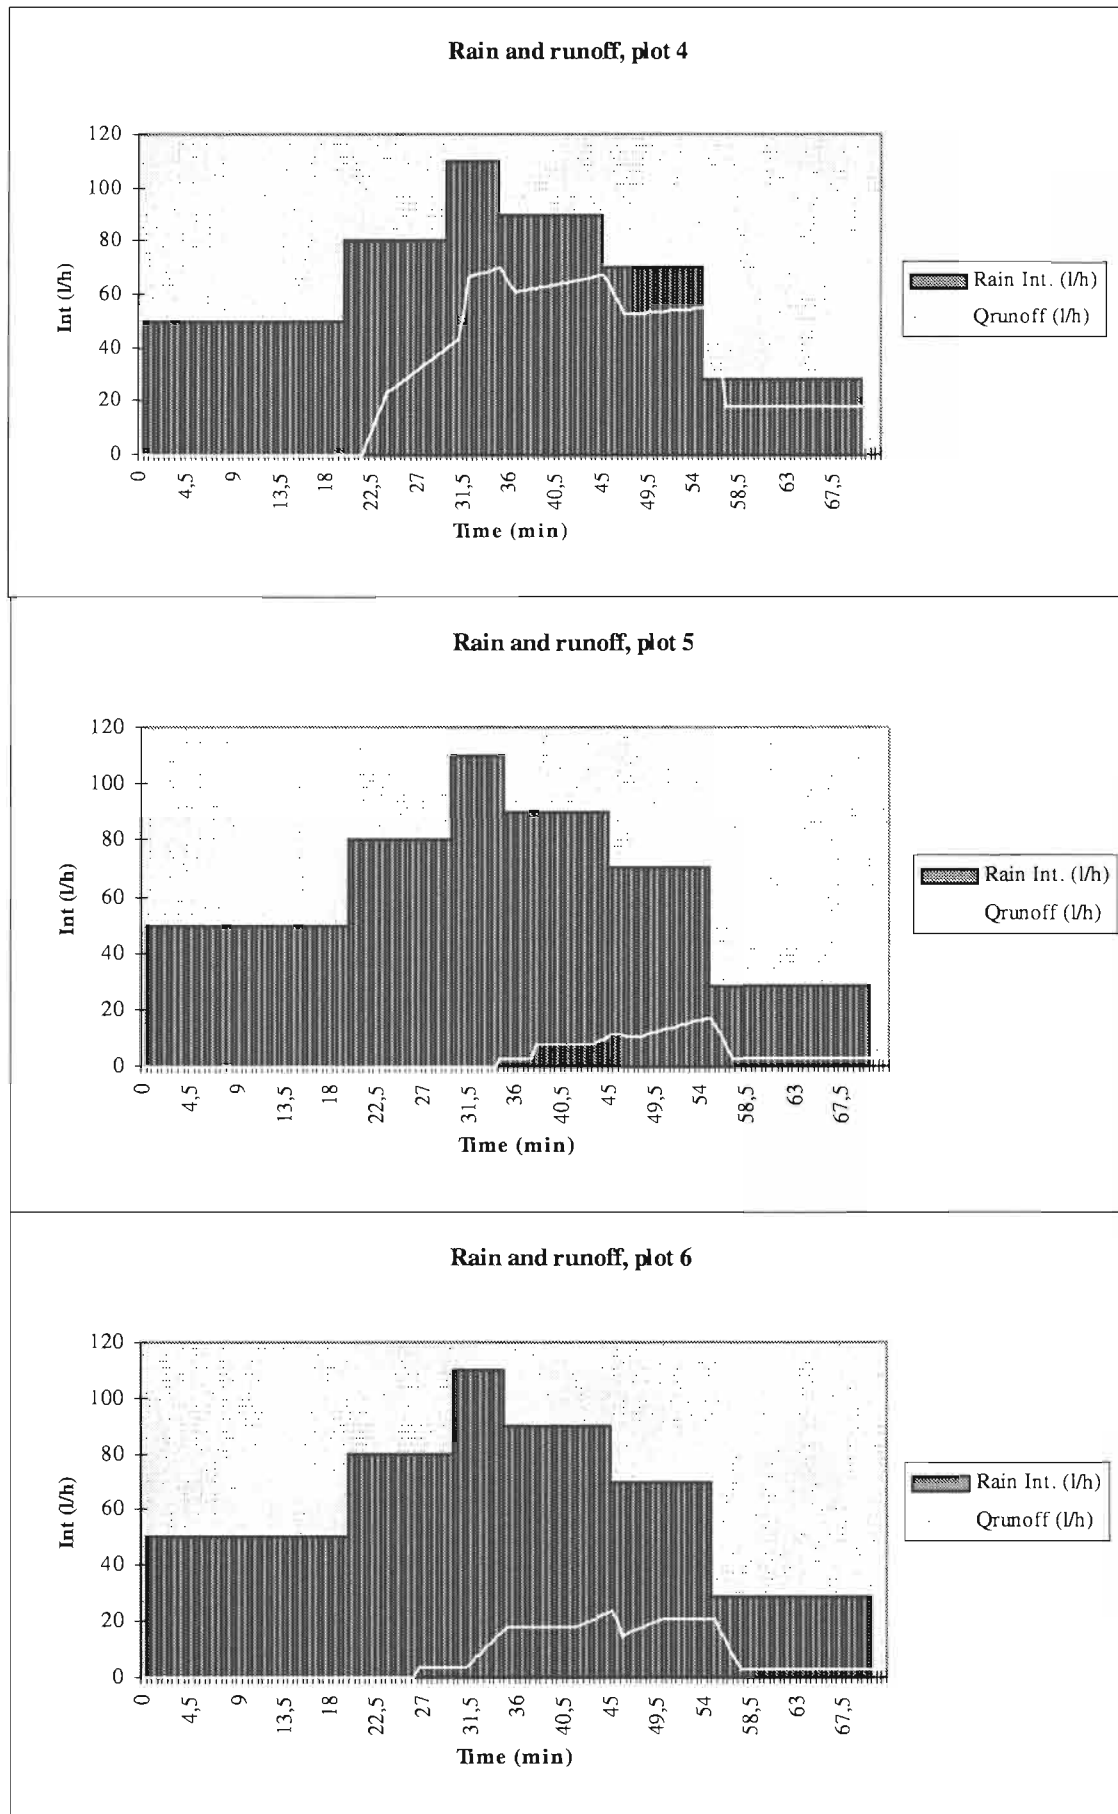 Rain and runoff, plot 4
120
100
80
60
40
20
0
Int (l/h)
0 4,5 9 13,5 18 22,5 27 31,5 36 40,5 45 49,5 54 58,5 63 67,5
Time (min)
Rain Int. (l/h)
Qrunoff (l/h)
Rain and runoff, plot 5
120
100
80
60
40
20
0
Int (l/h)
0 4,5 9 13,5 18 22,5 27 31,5 36 40,5 45 49,5 54 58,5 63 67,5
Time (min)
Rain Int. (l/h)
Qrunoff (l/h)
Rain and runoff, plot 6
120
100
80
60
40
20
0
Int (l/h)
0 4,5 9 13,5 18 22,5 27 31,5 36 40,5 45 49,5 54 58,5 63 67,5
Time (min)
Rain Int. (l/h)
Qrunoff (l/h)